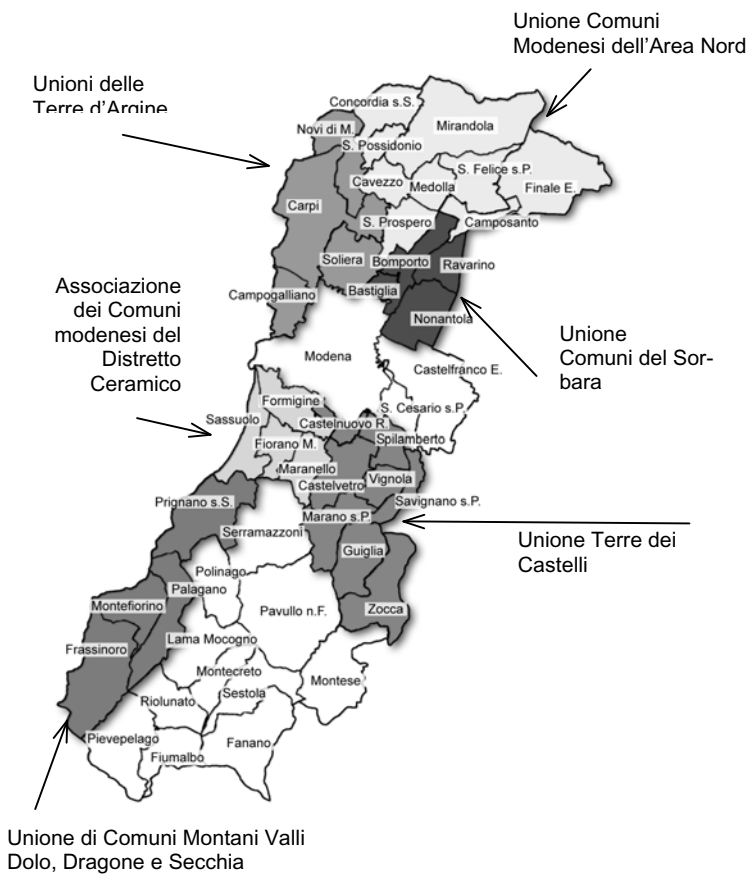 Unione Comuni
Modenesi dell'Area Nord
Unioni delle
Terre d'Argine
Concordia s.S.
Mirandola
Novi di M.
S. Possidonio
S. Felice s.P.
Cavezzo
Medolla
Finale E.
Carpi
S. Prospero
Camposanto
Soliera
Bomporto
Ravarino
Associazione
dei Comuni
modenesi del
Distretto
Ceramico
Campogalliano
Bastiglia
Nonantola
Unione
Comuni del Sor-
bara
Modena
Castelfranco E.
Formigine
S. Cesario s.P.
Sassuolo
Castelnuovo R.
Fiorano M.
Spilamberto
Maranello
Castelvetro
Vignola
Prignano s.S.
Savignano s.P.
Marano s.P.
Serramazzoni
Unione Terre dei
Castelli
Guiglia
Polinago
Palagano
Montefiorino
Pavullo n.F.
Zocca
Frassinoro
Lama Mocogno
Montecreto
Montese
Sestola
Riolunato
Pievepelago
Fanano
Fiumalbo
Unione di Comuni Montani Valli
Dolo, Dragone e Secchia